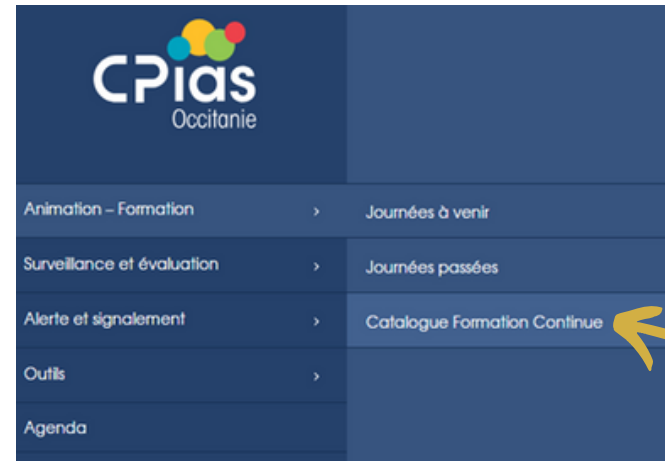 CPias
Occitanie
Animation – Formation
Journées à venir
Surveillance et évaluation
Journées passées
Alerte et signalement
Catalogue Formation Continue
Outils
Agenda